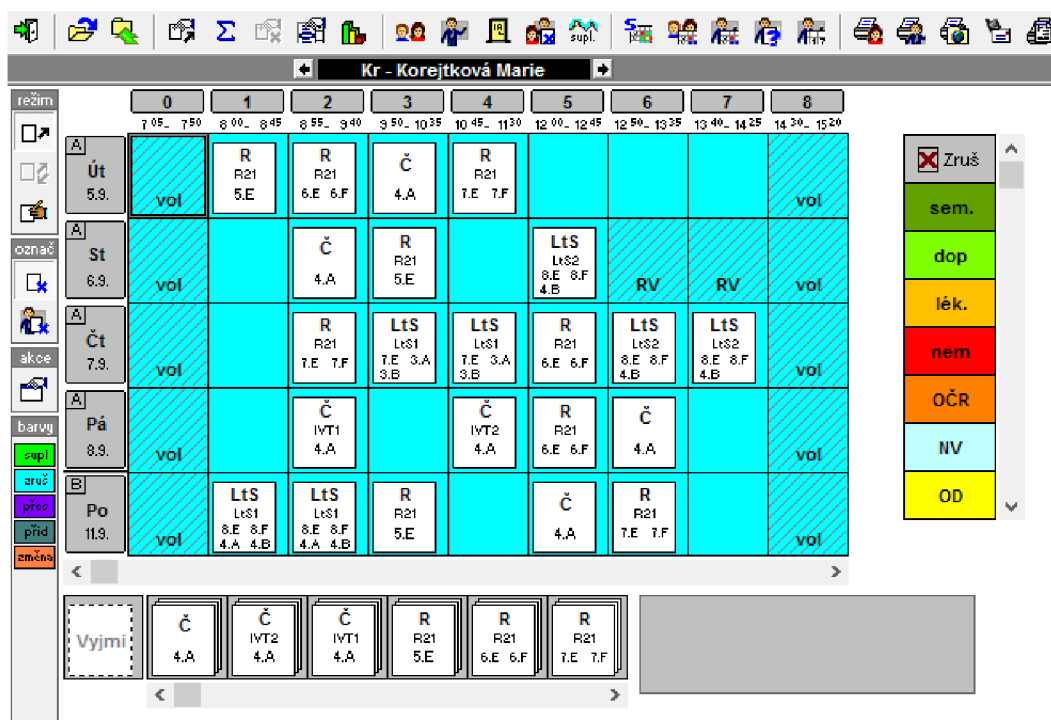 supl.
Kr - Korejtková Marie
režim
0 1 2 3 4 5 6 7 8
7 05 - 7 50 8 00 - 8 45 8 55 - 9 40 9 50 - 10 35 10 45 - 11 30 12 00 - 12 45 12 50 - 13 35 13 40 - 14 25 14 30 - 15 20
A
Út
5.9.
vol
R
R21
5.E
R
R21
6.E 6.F
Č
4.A
R
R21
7.E 7.F
vol
označ
A
St
6.9.
vol
Č
4.A
R
R21
5.E
LtS
LtS2
8.E 8.F
4.B
RV
RV
vol
akce
A
Čt
7.9.
vol
R
R21
7.E 7.F
LtS
LtS1
7.E 3.A
3.B
LtS
LtS1
7.E 3.A
3.B
R
R21
6.E 6.F
LtS
LtS2
8.E 8.F
4.B
LtS
LtS2
8.E 8.F
4.B
vol
barvy
supl
zruš
přes
přid
změna
A
Pá
8.9.
vol
Č
IVT1
4.A
Č
IVT2
4.A
R
R21
6.E 6.F
Č
4.A
vol
B
Po
11.9.
vol
LtS
LtS1
8.E 8.F
4.A 4.B
LtS
LtS1
8.E 8.F
4.A 4.B
R
R21
5.E
Č
4.A
R
R21
7.E 7.F
vol
Zruš
sem.
dop
lék.
nem
OČR
NV
OD
Vyjmi
Č
4.A
Č
IVT2
4.A
Č
IVT1
4.A
R
R21
5.E
R
R21
6.E 6.F
R
R21
7.E 7.F